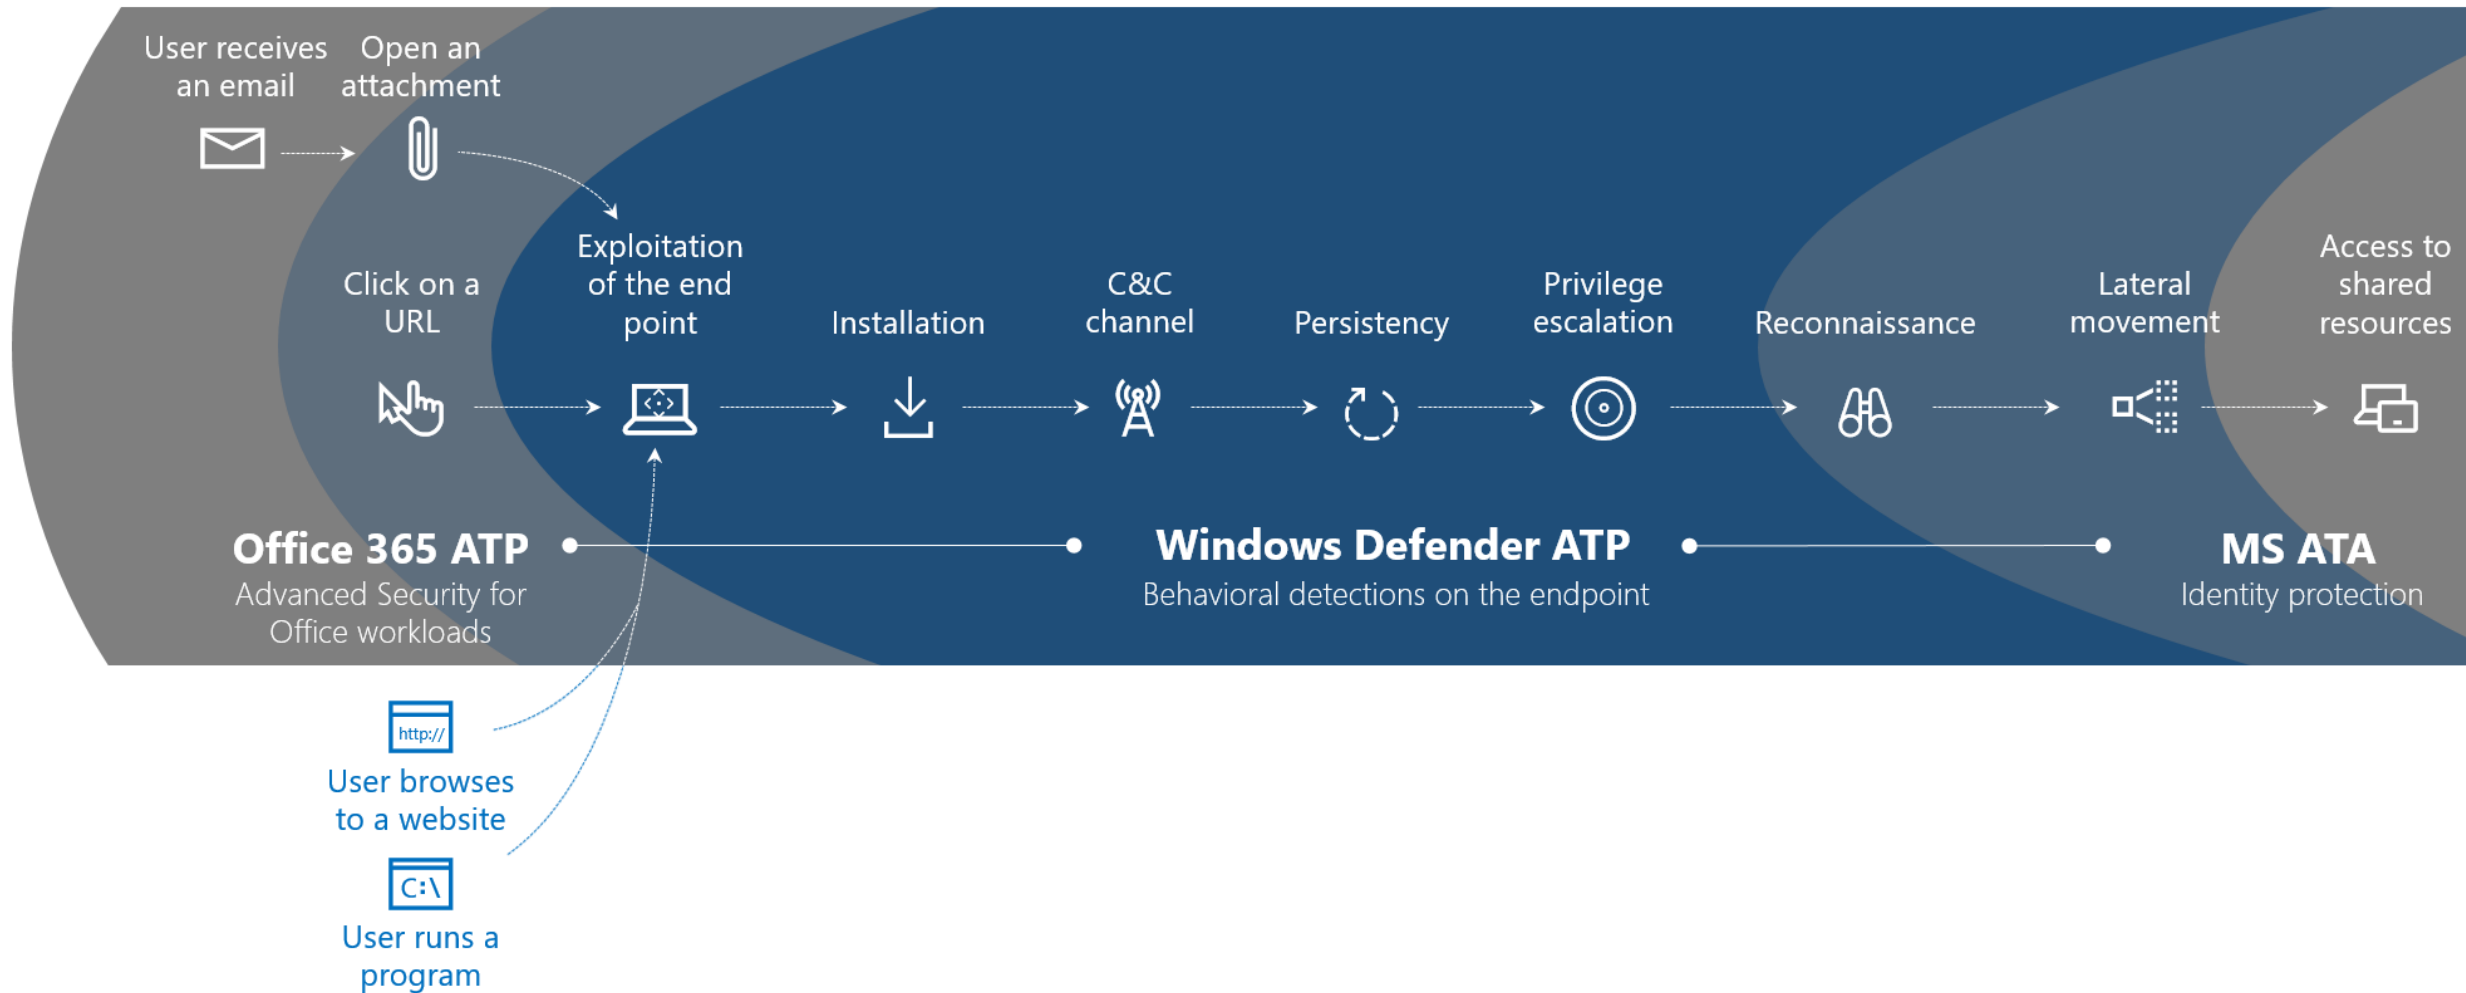 User receives
an email
Open an
attachment
Click on a
URL
Exploitation
of the end
point
Installation
C&C
channel
Persistency
Privilege
escalation
Reconnaissance
Lateral
movement
Access to
shared
resources
Office 365 ATP
Advanced Security for
Office workloads
Windows Defender ATP
Behavioral detections on the endpoint
MS ATA
Identity protection
http://
User browses
to a website
C:\
User runs a
program